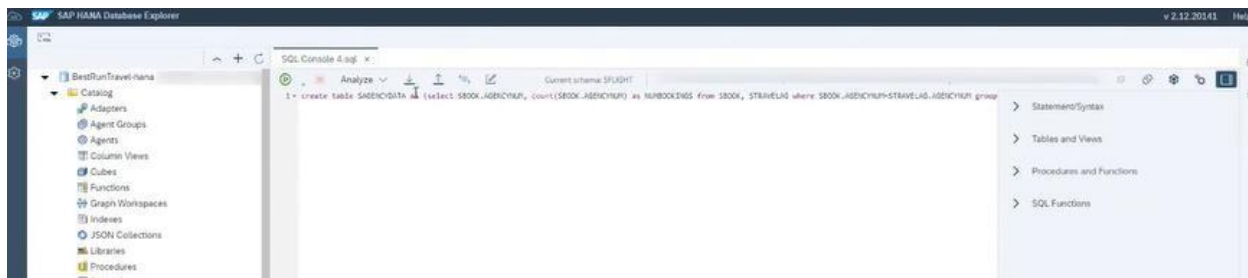 SAP SAP HANA Database Explorer
v 2.12.20141 Hel
SQL Console 4.sql ×
BestRunTravel-hana
Analyze
Current schema: SFLIGHT
Catalog
1 create table SAGENCYDATA as (select SBOOK.AGENCYNUM, count(SBOOK.AGENCYNUM) as NUMBOOKINGS from SBOOK, STRAVELAG where SBOOK.AGENCYNUM=STRAVELAG.AGENCYNUM group
Adapters
Statement/Syntax
Agent Groups
Agents
Tables and Views
Column Views
Cubes
Procedures and Functions
Functions
Graph Workspaces
SQL Functions
Indexes
JSON Collections
Libraries
Procedures